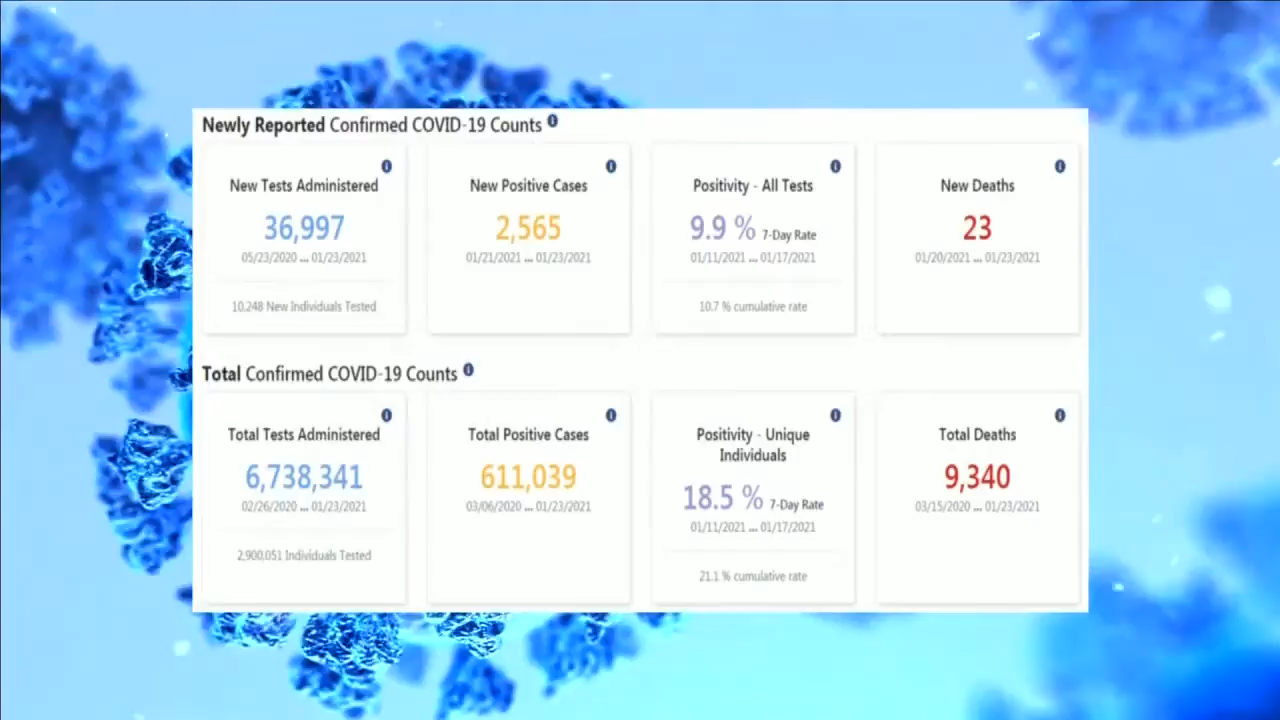 Newly Reported Confirmed COVID-19 Counts
New Tests Administered
36,997
05/23/2020 ... 01/23/2021
10,248 New Individuals Tested
New Positive Cases
2,565
01/21/2021 ... 01/23/2021
Positivity - All Tests
9.9 % 7-Day Rate
01/11/2021 ... 01/17/2021
10.7 % cumulative rate
New Deaths
23
01/20/2021 ... 01/23/2021
Total Confirmed COVID-19 Counts
Total Tests Administered
6,738,341
02/26/2020 ... 01/23/2021
2,900,051 Individuals Tested
Total Positive Cases
611,039
03/06/2020 ... 01/23/2021
Positivity - Unique
Individuals
18.5 % 7-Day Rate
01/11/2021 ... 01/17/2021
21.1 % cumulative rate
Total Deaths
9,340
03/15/2020 ... 01/23/2021